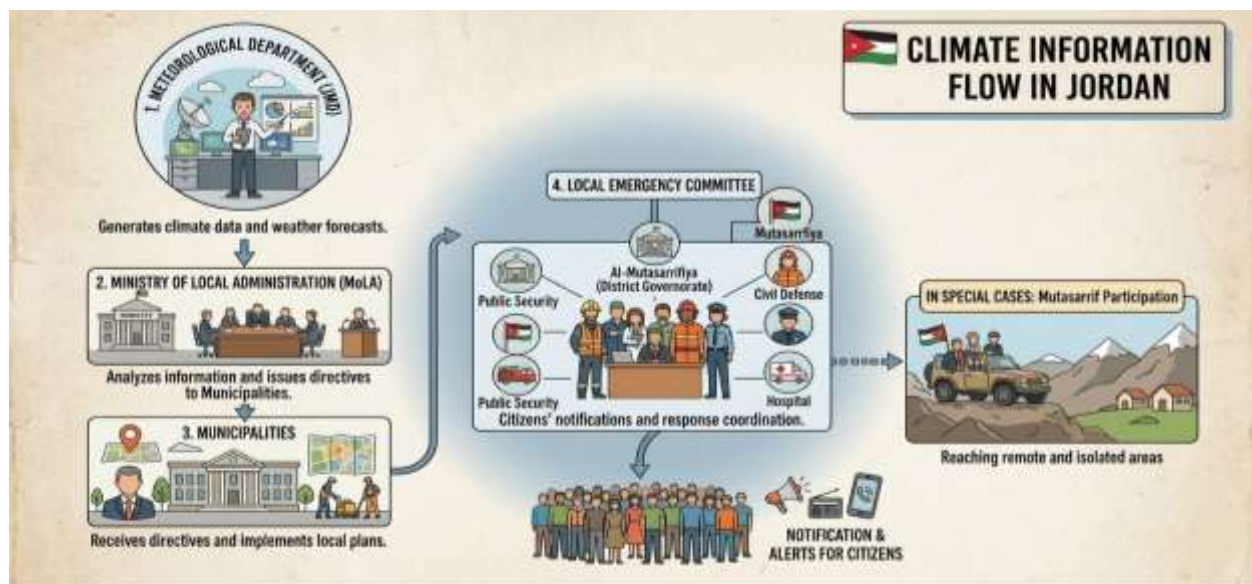 CLIMATE INFORMATION
FLOW IN JORDAN
1. METEOROLOGICAL DEPARTMENT (JMD)
Generates climate data and weather forecasts.
2. MINISTRY OF LOCAL ADMINISTRATION (MoLA)
Analyzes information and issues directives
to Municipalities.
3. MUNICIPALITIES
Receives directives and implements local plans.
4. LOCAL EMERGENCY COMMITTEE
Mutasarrfiya
Al-Mutasarrifiya
(District Governorate)
Public Security
Civil Defense
Public Security
Hospital
Citizens' notifications and response coordination.
NOTIFICATION &
ALERTS FOR CITIZENS
IN SPECIAL CASES: Mutasarrif Participation
Reaching remote and isolated areas